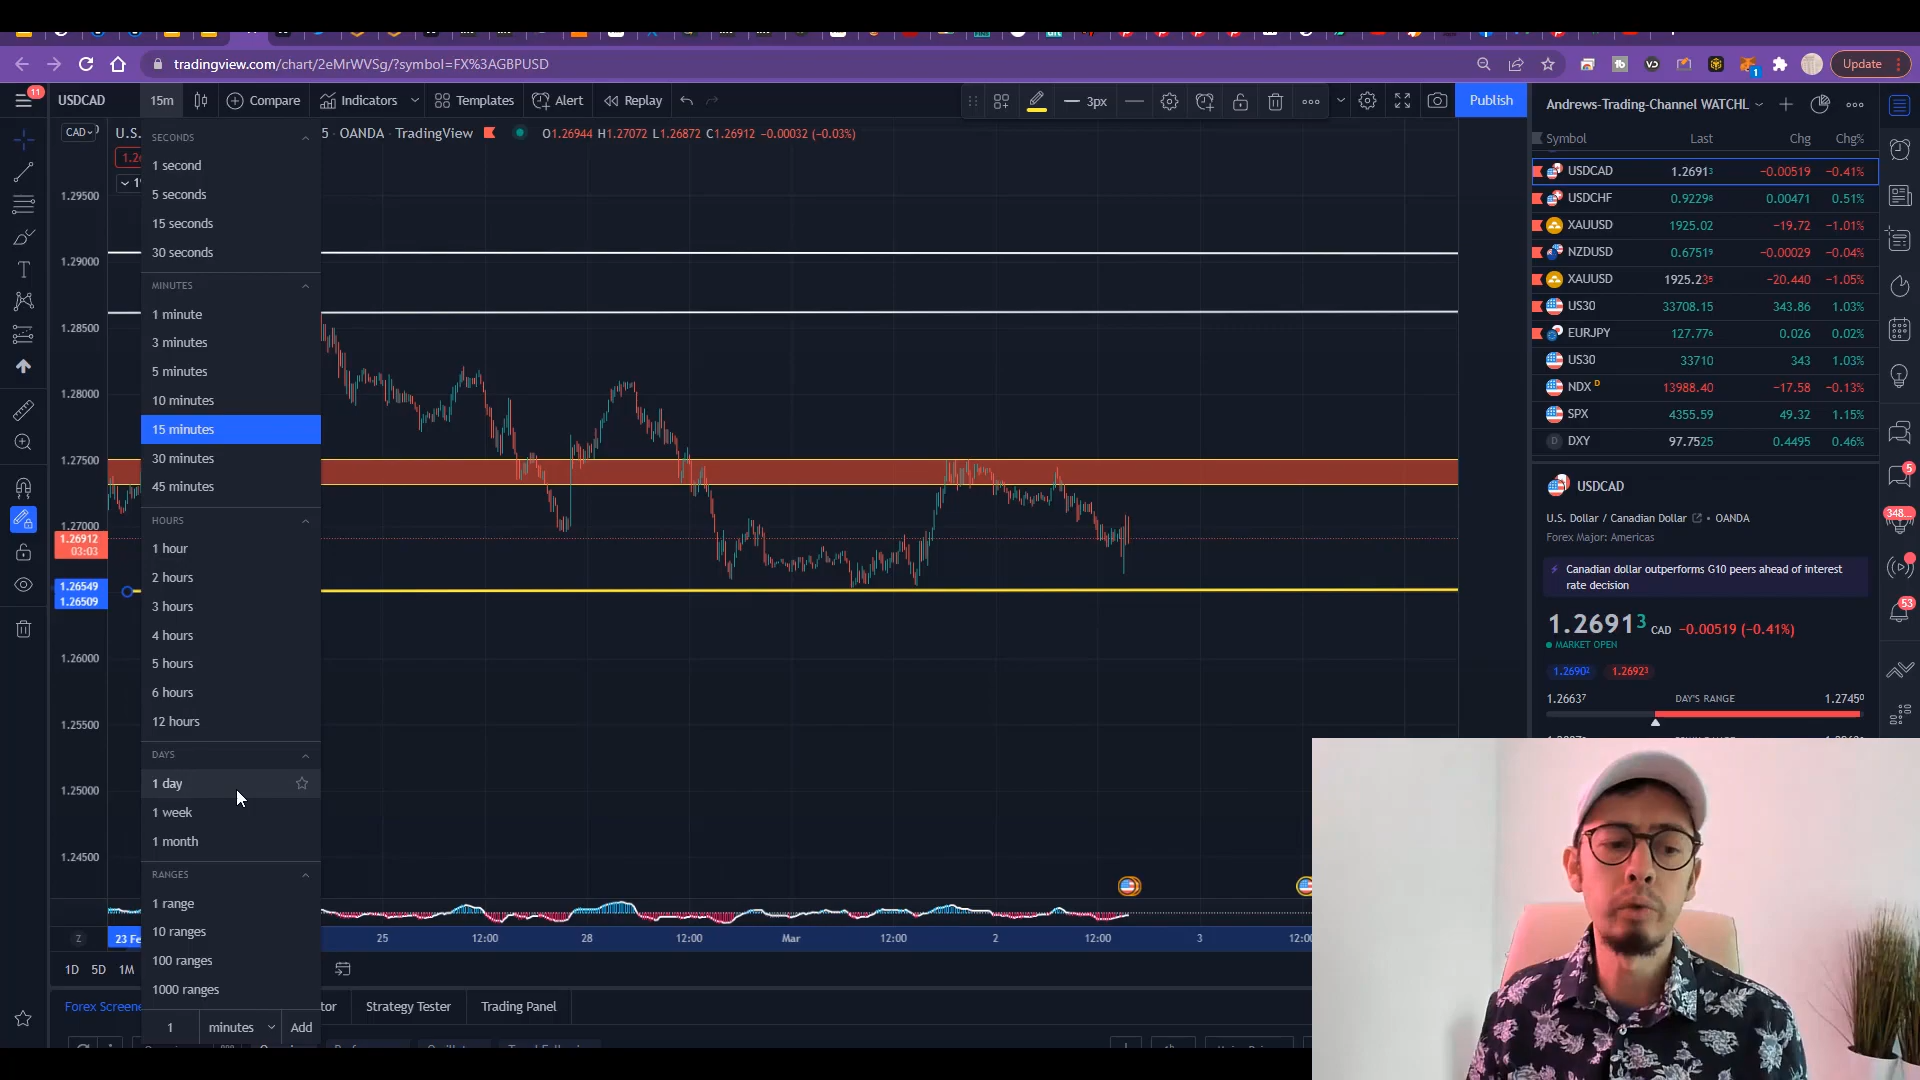 tradingview.com/chart/2eMrWVSg/?symbol=FX%3AGBPUSD
Update
11
USDCAD 15m Compare Indicators Templates Alert Replay 3px Publish
CAD
U.S. 5 · OANDA · TradingView O1.26944 H1.27072 L1.26872 C1.26912 −0.00032 (−0.03%)
SECONDS
1 second
5 seconds
15 seconds
30 seconds
MINUTES
1 minute
3 minutes
5 minutes
10 minutes
15 minutes
30 minutes
45 minutes
HOURS
1 hour
2 hours
3 hours
4 hours
5 hours
6 hours
12 hours
DAYS
1 day
1 week
1 month
RANGES
1 range
10 ranges
100 ranges
1000 ranges
1 minutes Add
1.29500
1.29000
1.28500
1.28000
1.27500
1.27000
1.26912
03:03
1.26549
1.26509
1.26000
1.25500
1.25000
1.24500
Z 23 Fe 25 12:00 28 12:00 Mar 12:00 2 12:00 3 12:00
1D 5D 1M
Forex Screene tor Strategy Tester Trading Panel
Andrews-Trading-Channel WATCHL
Symbol Last Chg Chg%
USDCAD 1.26913 −0.00519 −0.41%
USDCHF 0.92298 0.00471 0.51%
XAUUSD 1925.02 −19.72 −1.01%
NZDUSD 0.67519 −0.00029 −0.04%
XAUUSD 1925.235 −20.440 −1.05%
US30 33708.15 343.86 1.03%
EURJPY 127.776 0.026 0.02%
US30 33710 343 1.03%
NDX D 13988.40 −17.58 −0.13%
SPX 4355.59 49.32 1.15%
D DXY 97.7525 0.4495 0.46%
USDCAD
U.S. Dollar / Canadian Dollar • OANDA
Forex Major: Americas
Canadian dollar outperforms G10 peers ahead of interest
rate decision
1.26913 CAD −0.00519 (−0.41%)
MARKET OPEN
1.26902 1.26923
1.26637 DAY'S RANGE 1.27450
5
348...
53